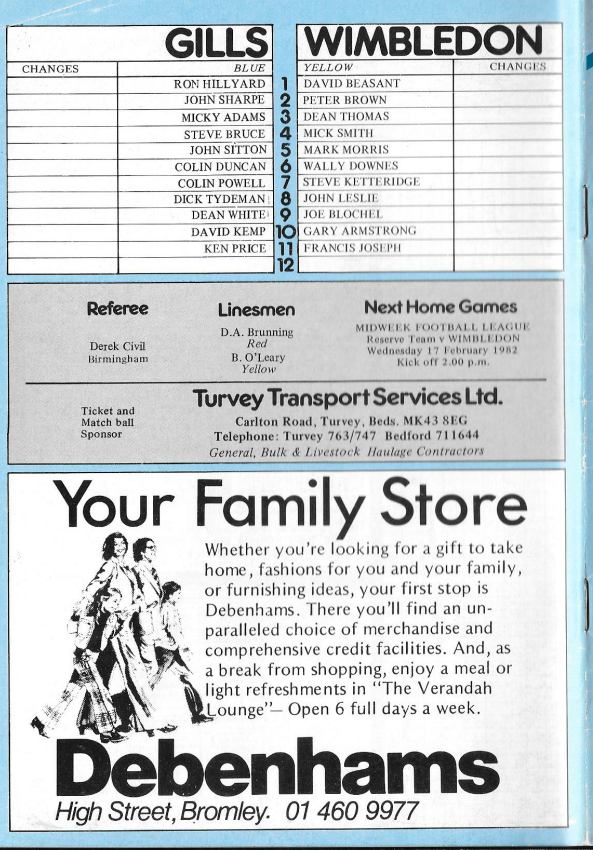 GILLS WIMBLEDON
CHANGES BLUE YELLOW CHANGES
RON HILLYARD 1 DAVID BEASANT
JOHN SHARPE 2 PETER BROWN
MICKY ADAMS 3 DEAN THOMAS
STEVE BRUCE 4 MICK SMITH
JOHN SITTON 5 MARK MORRIS
COLIN DUNCAN 6 WALLY DOWNES
COLIN POWELL 7 STEVE KETTERIDGE
DICK TYDEMAN 8 JOHN LESLIE
DEAN WHITE 9 JOE BLOCHEL
DAVID KEMP 10 GARY ARMSTRONG
KEN PRICE 11 FRANCIS JOSEPH
12
Referee
Derek Civil
Birmingham
Linesmen
D.A. Brunning
Red
B. O'Leary
Yellow
Next Home Games
MIDWEEK FOOTBALL LEAGUE
Reserve Team v WIMBLEDON
Wednesday 17 February 1982
Kick off 2.00 p.m.
Ticket and
Match ball
Sponsor
Turvey Transport Services Ltd.
Carlton Road, Turvey, Beds. MK43 8EG
Telephone: Turvey 763/747 Bedford 711644
General, Bulk & Livestock Haulage Contractors
Your Family Store
Whether you're looking for a gift to take
home, fashions for you and your family,
or furnishing ideas, your first stop is
Debenhams. There you'll find an un-
paralleled choice of merchandise and
comprehensive credit facilities. And, as
a break from shopping, enjoy a meal or
light refreshments in "The Verandah
Lounge"— Open 6 full days a week.
Debenhams
High Street, Bromley. 01 460 9977